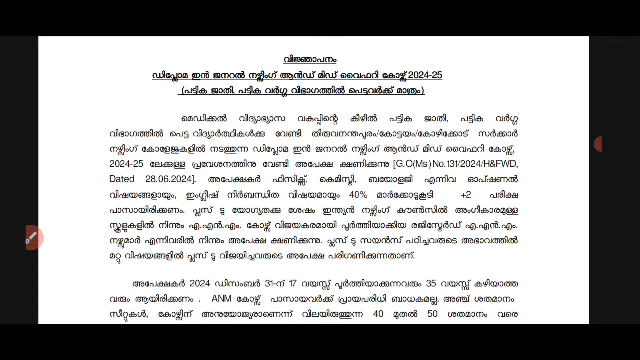 വിജ്ഞാപനം
ഡിപ്ലോമ ഇൻ ജനറൽ നഴ്സിംഗ് ആൻഡ് മിഡ് വൈഫറി കോഴ്സ് 2024-25
(പട്ടിക ജാതി, പട്ടിക വർഗ്ഗ വിഭാഗത്തിൽ പെട്ടവർക്ക് മാത്രം)
മെഡിക്കൽ വിദ്യാഭ്യാസ വകുപ്പിന്റെ കീഴിൽ പട്ടിക ജാതി, പട്ടിക വർഗ്ഗ
വിഭാഗത്തിൽ പെട്ട വിദ്യാർത്ഥികൾക്കു വേണ്ടി തിരുവനന്തപുരം/കോട്ടയം/കോഴിക്കോട് സർക്കാർ
നഴ്സിംഗ് കോളേജുകളിൽ നടത്തുന്ന ഡിപ്ലോമ ഇൻ ജനറൽ നഴ്സിംഗ് ആൻഡ് മിഡ് വൈഫറി കോഴ്സ്,
2024-25 ലേക്കുള്ള പ്രവേശനത്തിനു വേണ്ടി അപേക്ഷ ക്ഷണിക്കുന്നു [G.O(Ms)No.131/2024/H&FWD,
Dated 28.06.2024]. അപേക്ഷകർ ഫിസിക്സ്, കെമിസ്ട്രി, ബയോളജി എന്നിവ ഓപ്ഷണൽ
വിഷയങ്ങളായും, ഇംഗ്ലീഷ് നിർബന്ധിത വിഷയമായും 40% മാർക്കോടുകൂടി +2 പരീക്ഷ
പാസായിരിക്കണം. പ്ലസ് ടു യോഗ്യതക്കു ശേഷം ഇന്ത്യൻ നഴ്സിംഗ് കൗൺസിൽ അംഗീകാരമുള്ള
സ്കൂളുകളിൽ നിന്നും എ.എൻ.എം. കോഴ്സ് വിജയകരമായി പൂർത്തിയാക്കിയ രജിസ്ട്രേഡ് എ.എൻ.എം.
നഴ്സുമാർ എന്നിവരിൽ നിന്നും അപേക്ഷ ക്ഷണിക്കുന്നു. പ്ലസ് ടു സയൻസ് പഠിച്ചവരുടെ അഭാവത്തിൽ
മറ്റു വിഷയങ്ങളിൽ പ്ലസ് ടു വിജയിച്ചവരുടെ അപേക്ഷ പരിഗണിക്കുന്നതാണ്.
അപേക്ഷകർ 2024 ഡിസംബർ 31-ന് 17 വയസ്സ് പൂർത്തിയാക്കുന്നവരും 35 വയസ്സ് കഴിയാത്ത
വരും ആയിരിക്കണം . ANM കോഴ്സ് പാസായവർക്ക് പ്രായപരിധി ബാധകമല്ല. അഞ്ച് ശതമാനം
സീറ്റുകൾ, കോഴ്സിന് അനുയോജ്യരാണെന്ന് വിലയിരുത്തുന്ന 40 മുതൽ 50 ശതമാനം വരെ